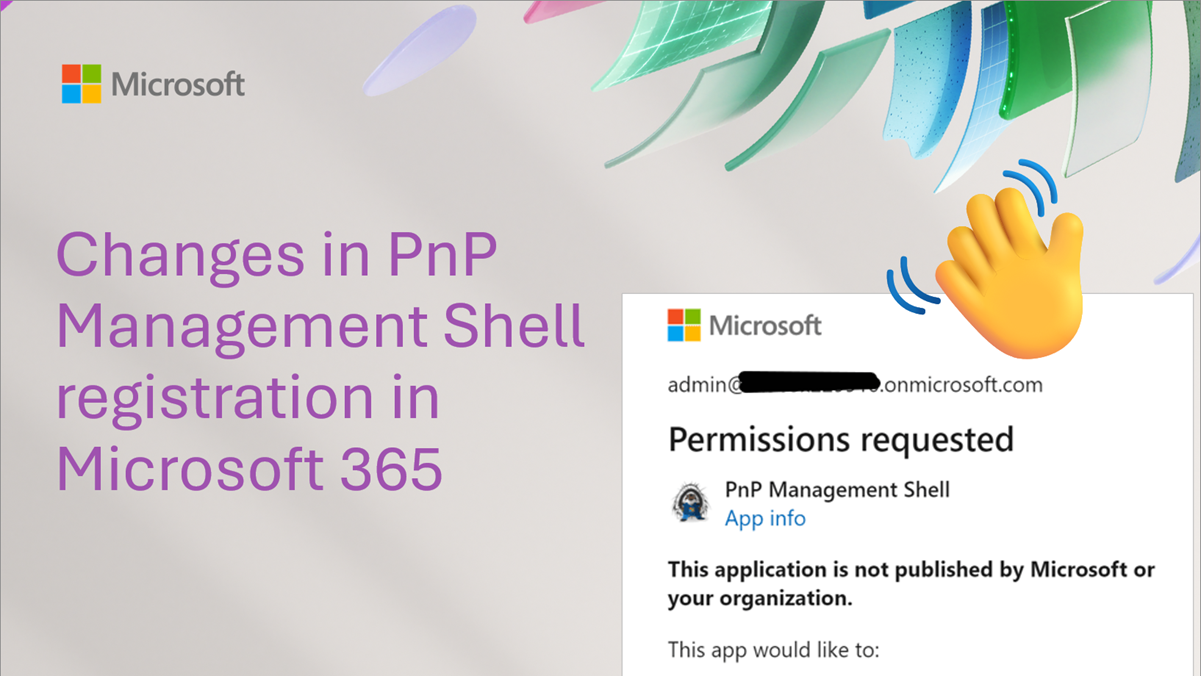 Microsoft
Changes in PnP
Management Shell
registration in
Microsoft 365
Microsoft
admin@ .onmicrosoft.com
Permissions requested
PnP Management Shell
App info
This application is not published by Microsoft or
your organization.
This app would like to: